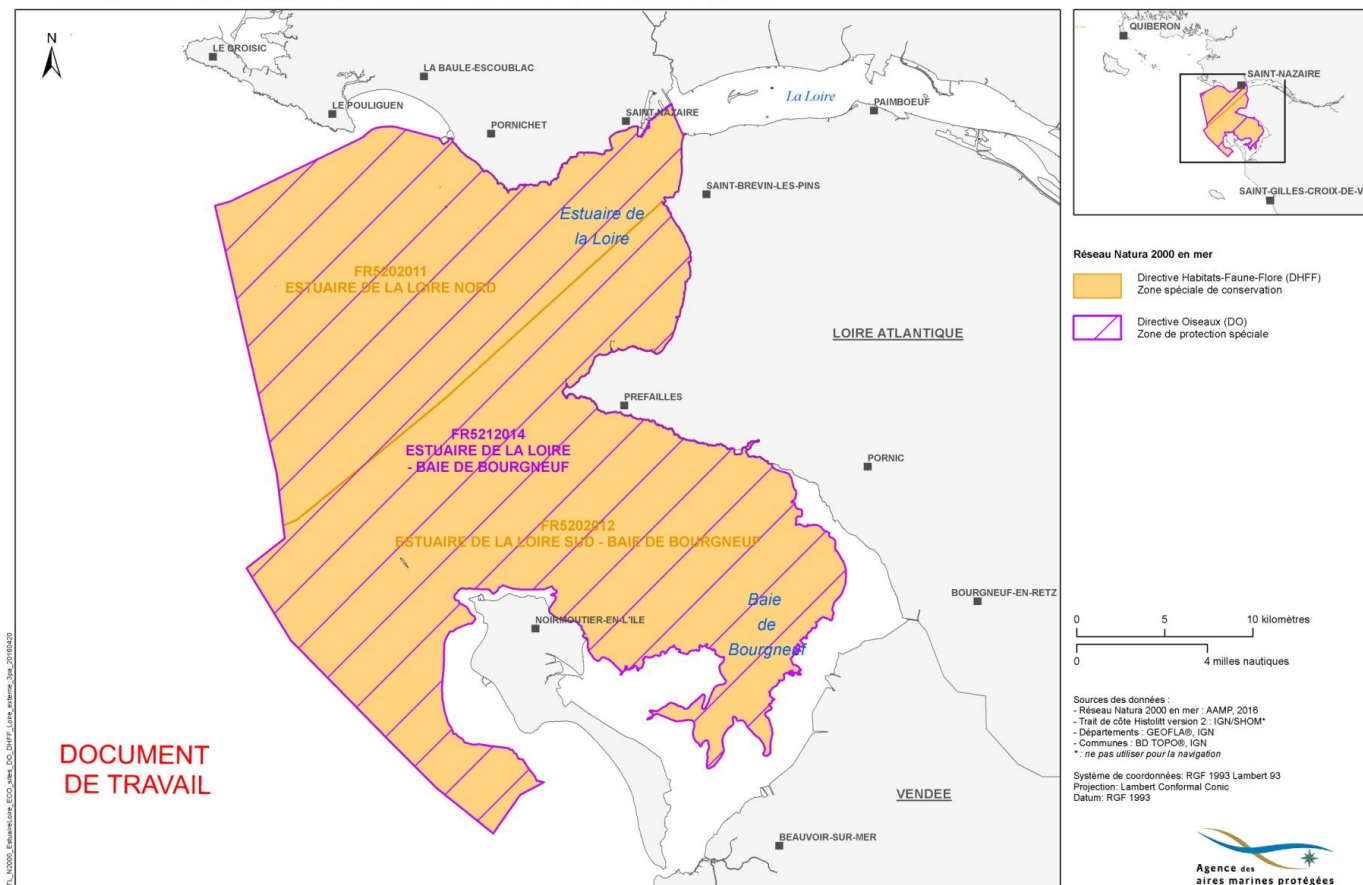 N
LE CROISIC
LA BAULE-ESCOUBLAC
LE POULIGUEN
PORNICHET
SAINT-NAZAIRE
La Loire
PAIMBOEUF
SAINT-BREVIN-LES-PINS
Estuaire de
la Loire
FR5202011
ESTUAIRE DE LA LOIRE NORD
LOIRE ATLANTIQUE
PREFAILLES
FR5212014
ESTUAIRE DE LA LOIRE
- BAIE DE BOURGNEUF
PORNIC
FR5202012
ESTUAIRE DE LA LOIRE SUD - BAIE DE BOURGNEUF
BOURGNEUF-EN-RETZ
Baie
de
Bourgneuf
NOIRMOUTIER-EN-L'ILE
DOCUMENT
DE TRAVAIL
VENDEE
BEAUVOIR-SUR-MER
QUIBERON
SAINT-NAZAIRE
SAINT-GILLES-CROIX-DE-V
Réseau Natura 2000 en mer
Directive Habitats-Faune-Flore (DHFF)
Zone spéciale de conservation
Directive Oiseaux (DO)
Zone de protection spéciale
0 5 10 kilomètres
0 4 milles nautiques
Sources des données :
- Réseau Natura 2000 en mer : AAMP, 2016
- Trait de côte Histolitt version 2 : IGN/SHOM*
- Départements : GEOFLA®, IGN
- Communes : BD TOPO®, IGN
* : ne pas utiliser pour la navigation
Système de coordonnées: RGF 1993 Lambert 93
Projection: Lambert Conformal Conic
Datum: RGF 1993
Agence des
aires marines protégées